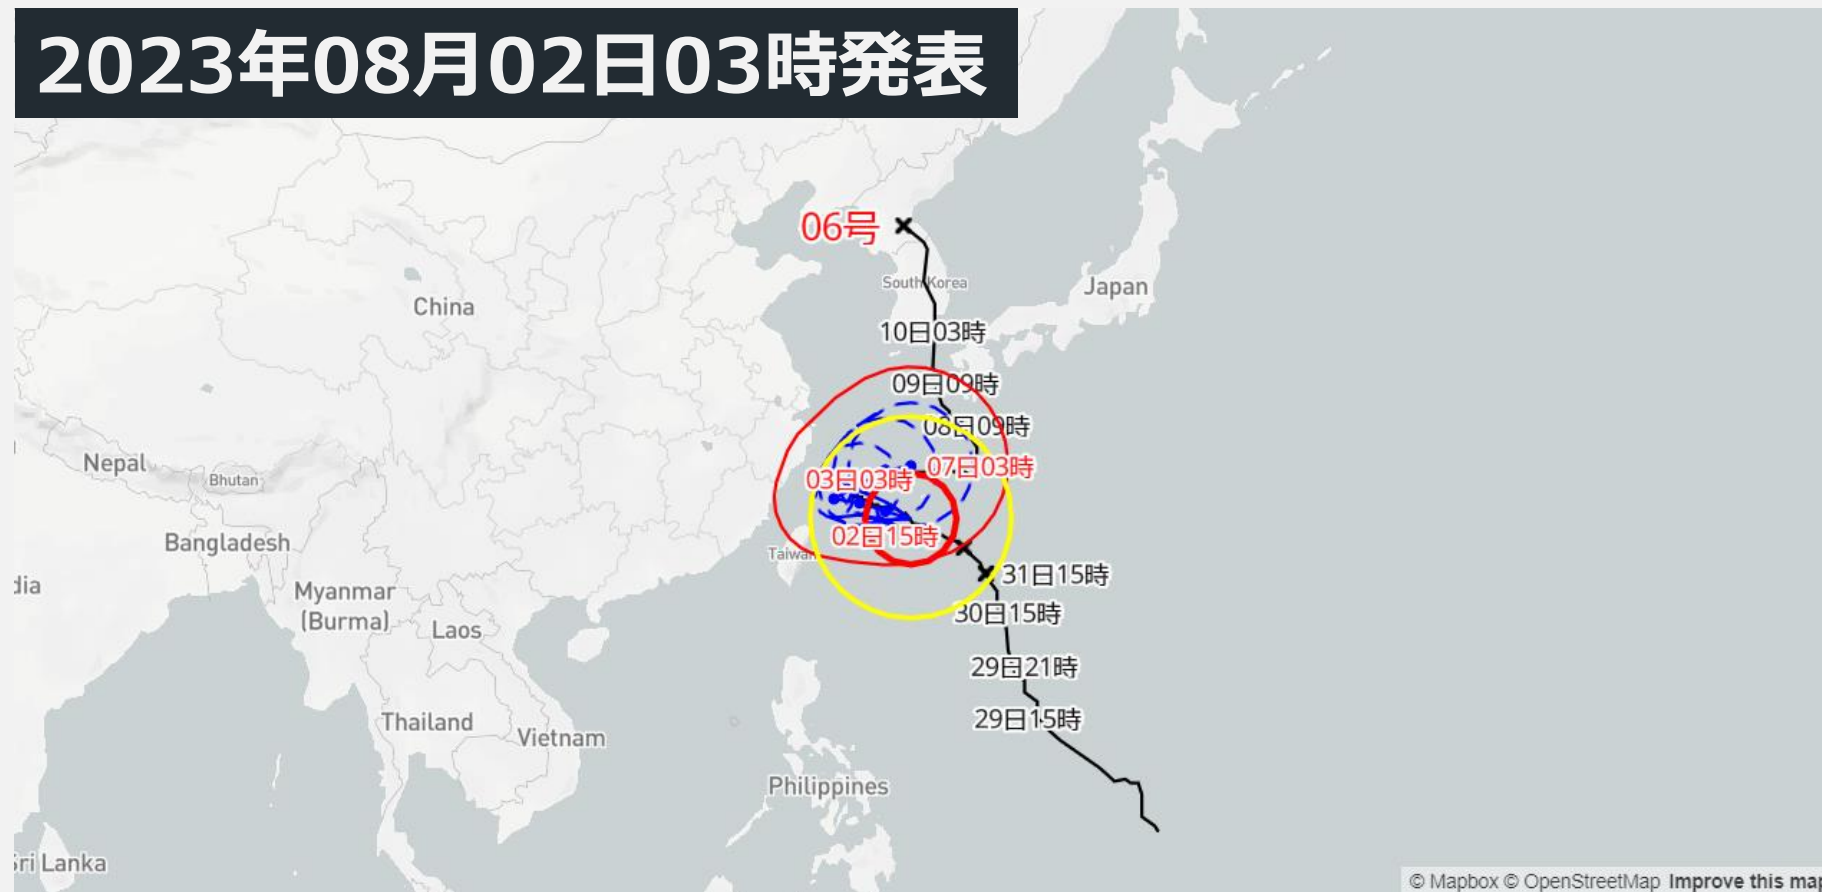 2023年08月02日03時発表
06号
South Korea
Japan
China
10日03時
09日09時
08日09時
07日03時
03日03時
02日15時
Nepal
Bhutan
Bangladesh
Taiwan
31日15時
dia
Myanmar
(Burma)
30日15時
Laos
29日21時
29日15時
Thailand
Vietnam
Philippines
Sri Lanka
© Mapbox © OpenStreetMap Improve this map